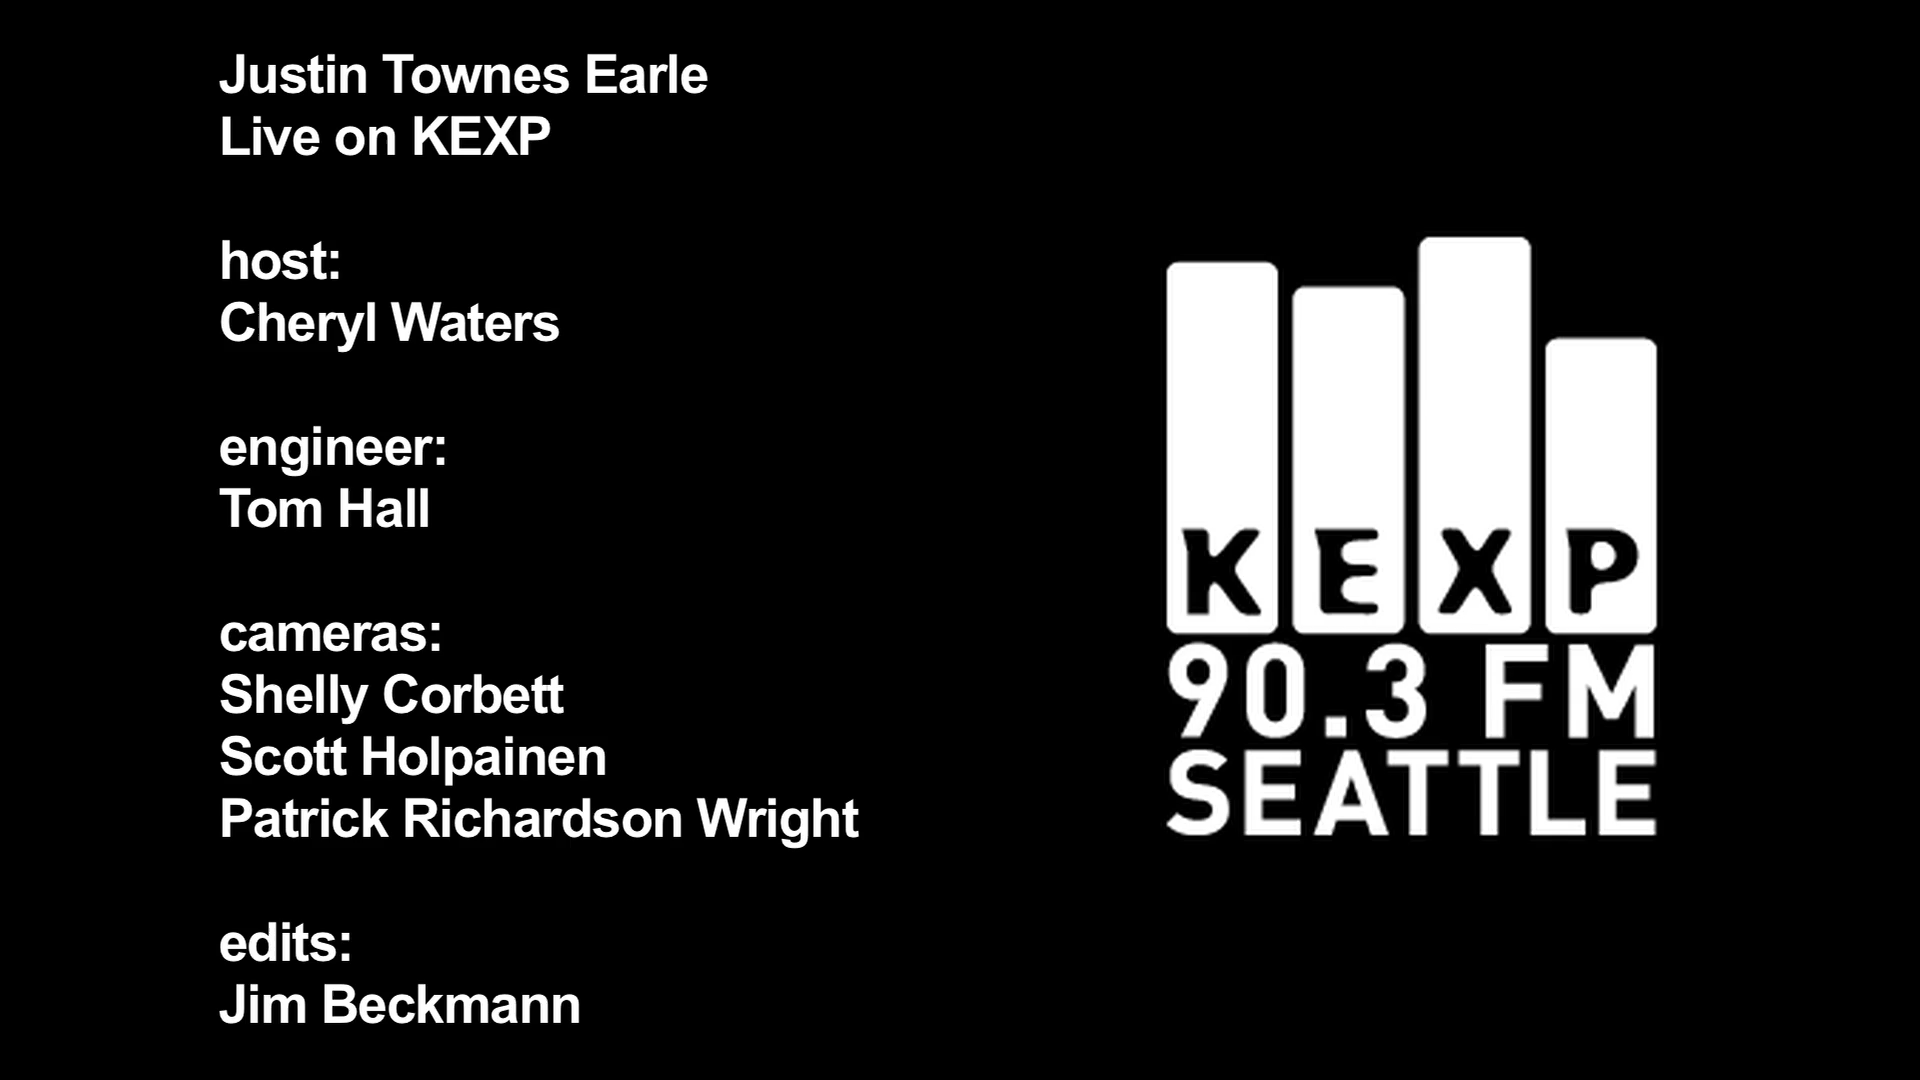 Justin Townes Earle
Live on KEXP
host:
Cheryl Waters
engineer:
Tom Hall
cameras:
Shelly Corbett
Scott Holpainen
Patrick Richardson Wright
edits:
Jim Beckmann
KEXP
90.3 FM
SEATTLE